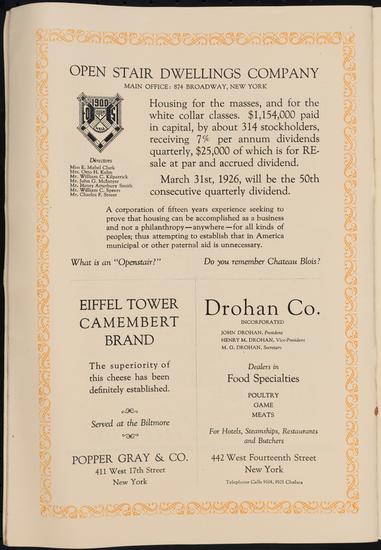 OPEN STAIR DWELLINGS COMPANY
MAIN OFFICE: 874 BROADWAY, NEW YORK
1900
Directors
Miss E. Mabel Clark
Mrs. Otto H. Kahn
Mr. William C. Kilpatrick
Mr. John G. McIntyre
Mr. Henry Atterbury Smith
Mr. William C. Speers
Mr. Charles F. Street
Housing for the masses, and for the
white collar classes. $1,154,000 paid
in capital, by about 314 stockholders,
receiving 7% per annum dividends
quarterly, $25,000 of which is for RE-
sale at par and accrued dividend.
March 31st, 1926, will be the 50th
consecutive quarterly dividend.
A corporation of fifteen years experience seeking to
prove that housing can be accomplished as a business
and not a philanthropy—anywhere—for all kinds of
peoples; thus attempting to establish that in America
municipal or other paternal aid is unnecessary.
What is an "Openstair?" Do you remember Chateau Blois?
EIFFEL TOWER
CAMEMBERT
BRAND
The superiority of
this cheese has been
definitely established.
Served at the Biltmore
POPPER GRAY & CO.
411 West 17th Street
New York
Drohan Co.
INCORPORATED
JOHN DROHAN, President
HENRY M. DROHAN, Vice-President
M. G. DROHAN, Secretary
Dealers in
Food Specialties
POULTRY
GAME
MEATS
For Hotels, Steamships, Restaurants
and Butchers
442 West Fourteenth Street
New York
Telephone Calls Chelsea